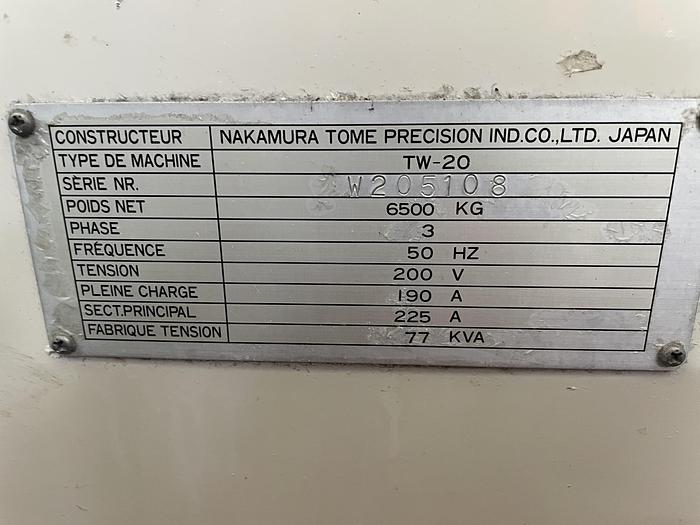 CONSTRUCTEUR NAKAMURA TOME PRECISION IND.CO.,LTD. JAPAN
TYPE DE MACHINE TW-20
SÈRIE NR. W205108
POIDS NET 6500 KG
PHASE 3
FRÉQUENCE 50 HZ
TENSION 200 V
PLEINE CHARGE 190 A
SECT.PRINCIPAL 225 A
FABRIQUE TENSION 77 KVA